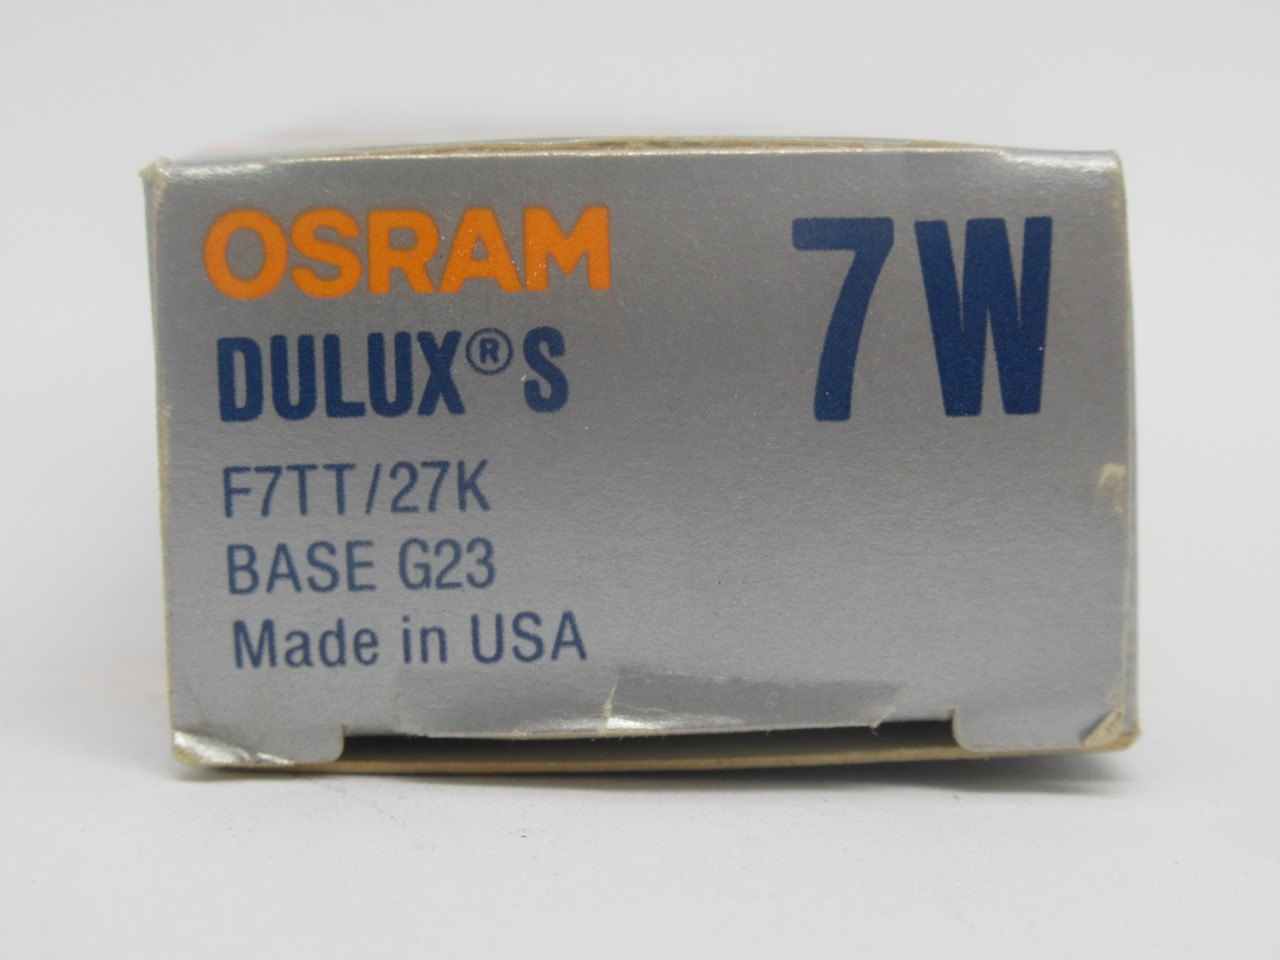 OSRAM
DULUX® S
7W
F7TT/27K
BASE G23
Made in USA